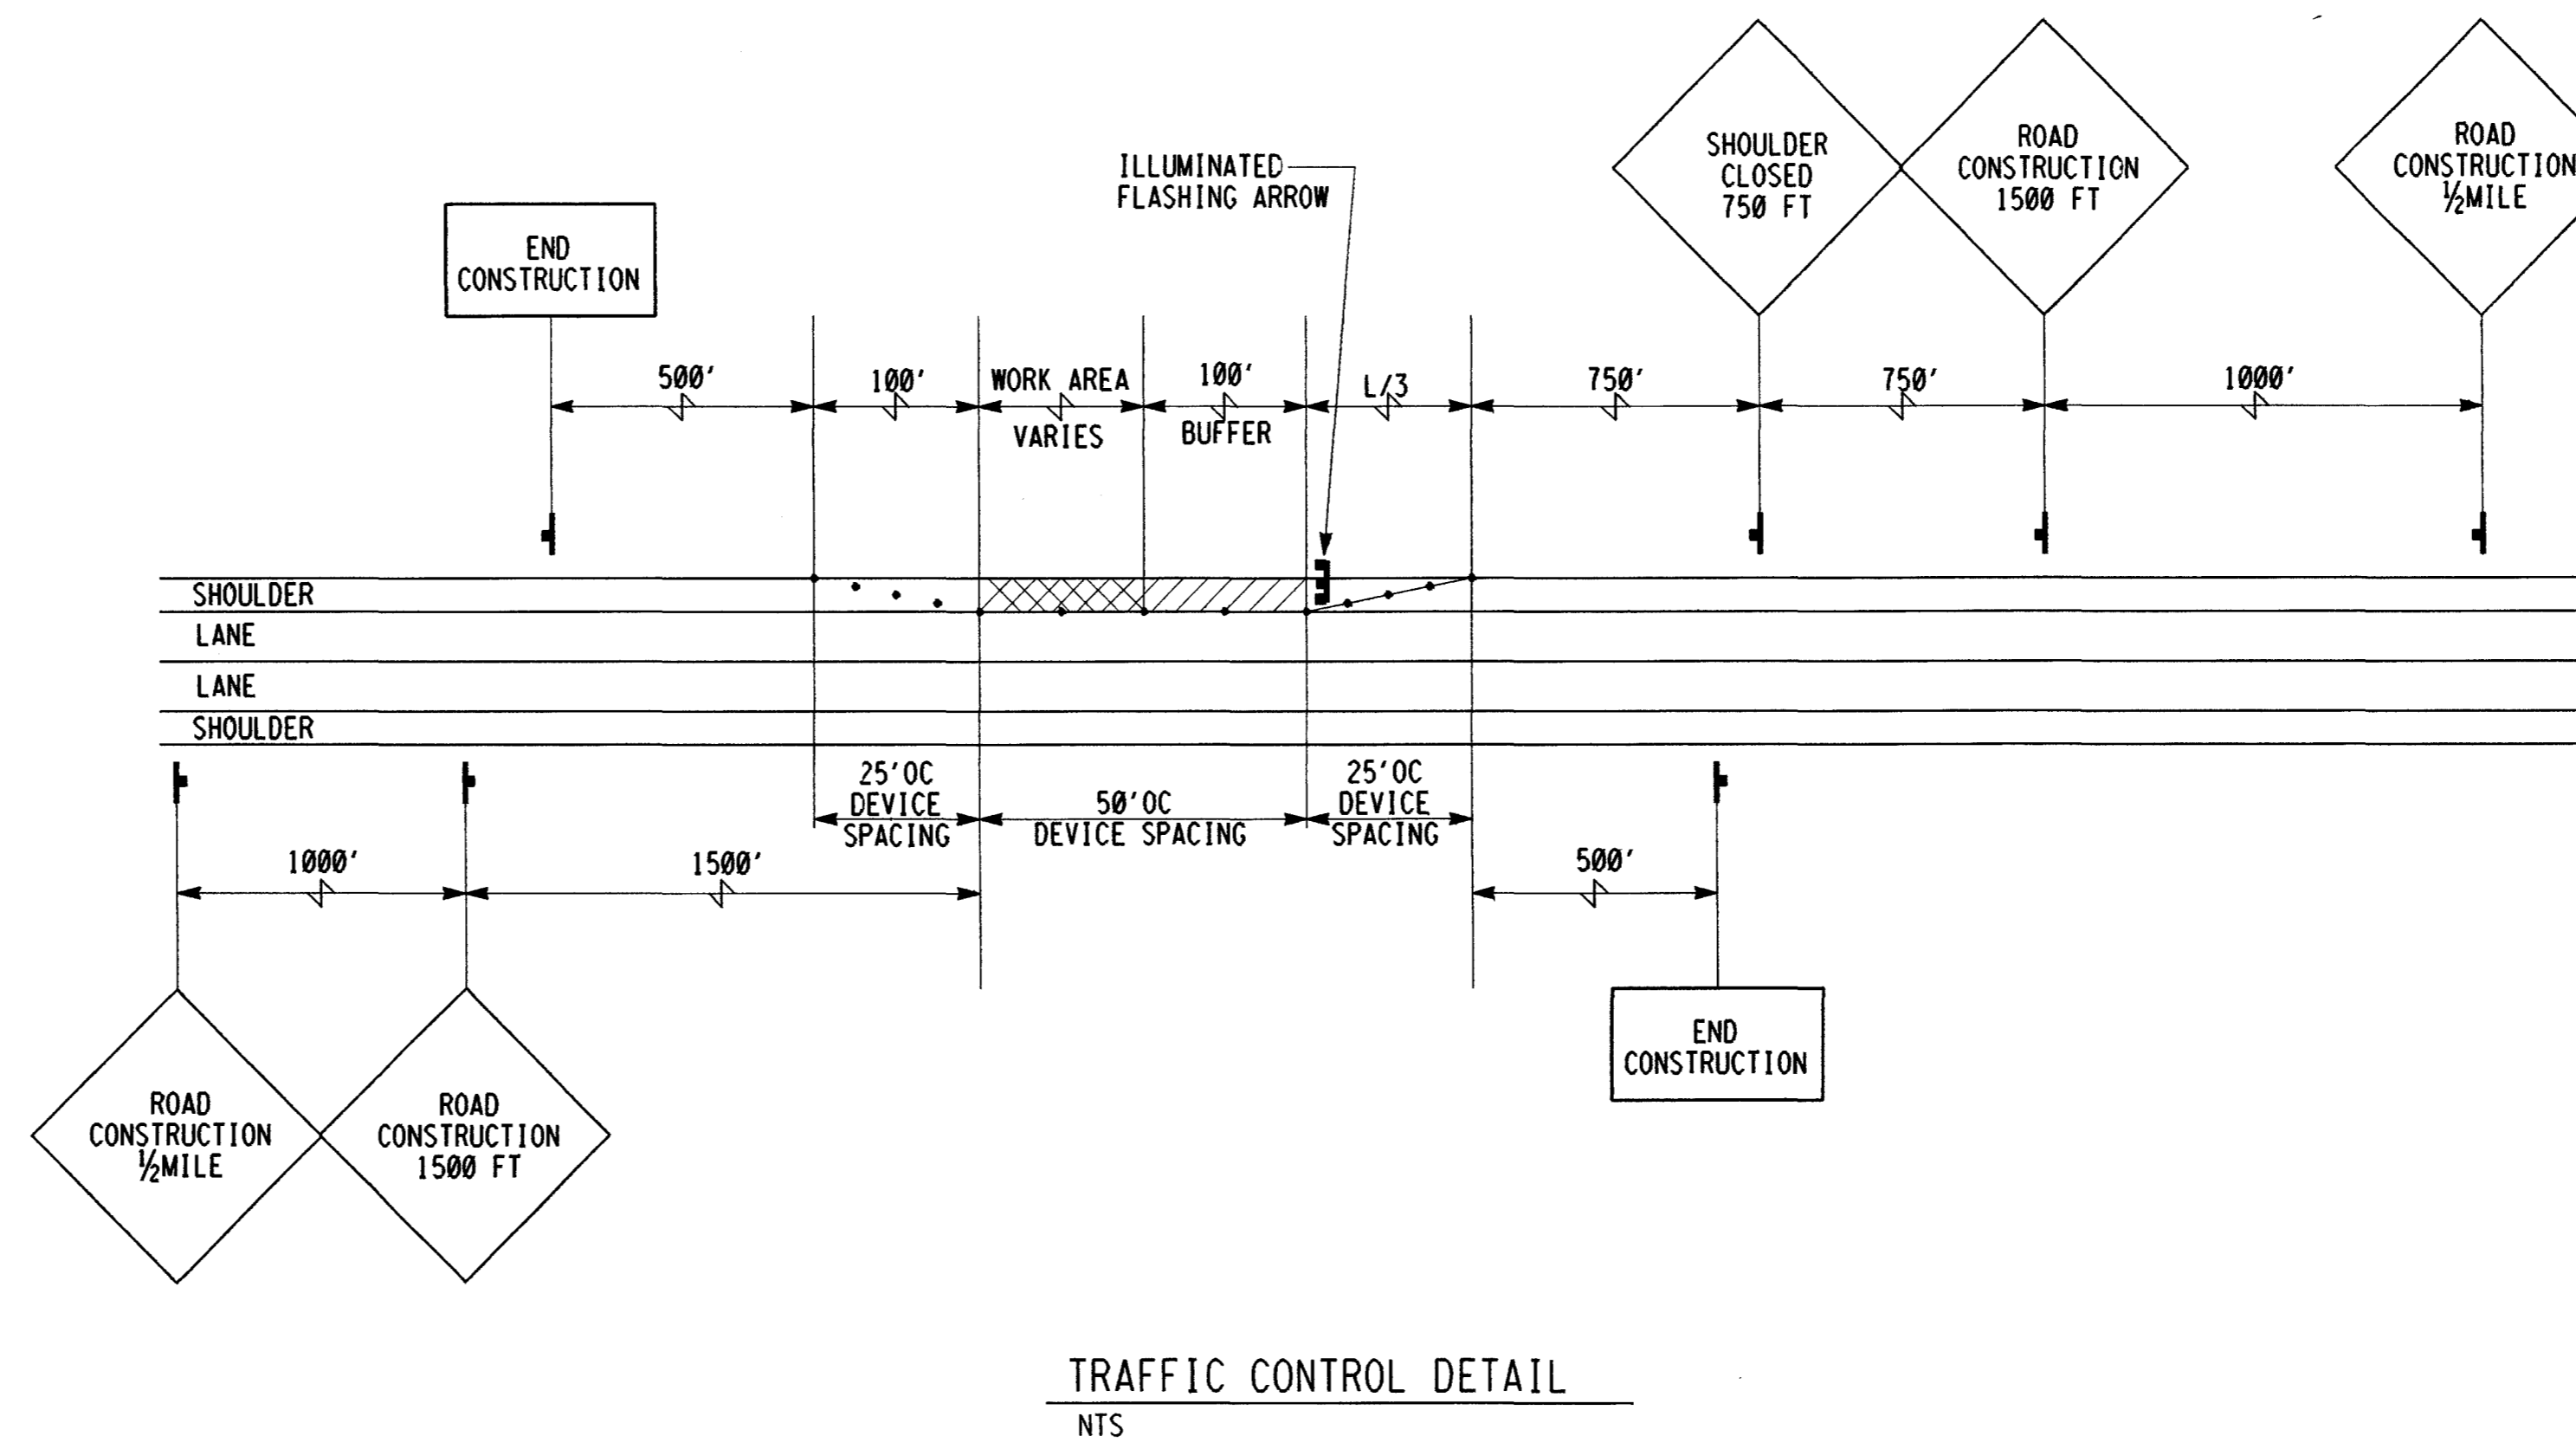 SHOULDER
CLOSED
750 FT
ROAD
CONSTRUCTION
1500 FT
ROAD
CONSTRUCTION
½MILE
ILLUMINATED
FLASHING ARROW
END
CONSTRUCTION
500'
100'
WORK AREA
VARIES
100'
BUFFER
L/3
750'
750'
1000'
SHOULDER
LANE
LANE
SHOULDER
25'OC
DEVICE
SPACING
50'OC
DEVICE SPACING
25'OC
DEVICE
SPACING
1000'
1500'
500'
ROAD
CONSTRUCTION
½MILE
ROAD
CONSTRUCTION
1500 FT
END
CONSTRUCTION
TRAFFIC CONTROL DETAIL
NTS